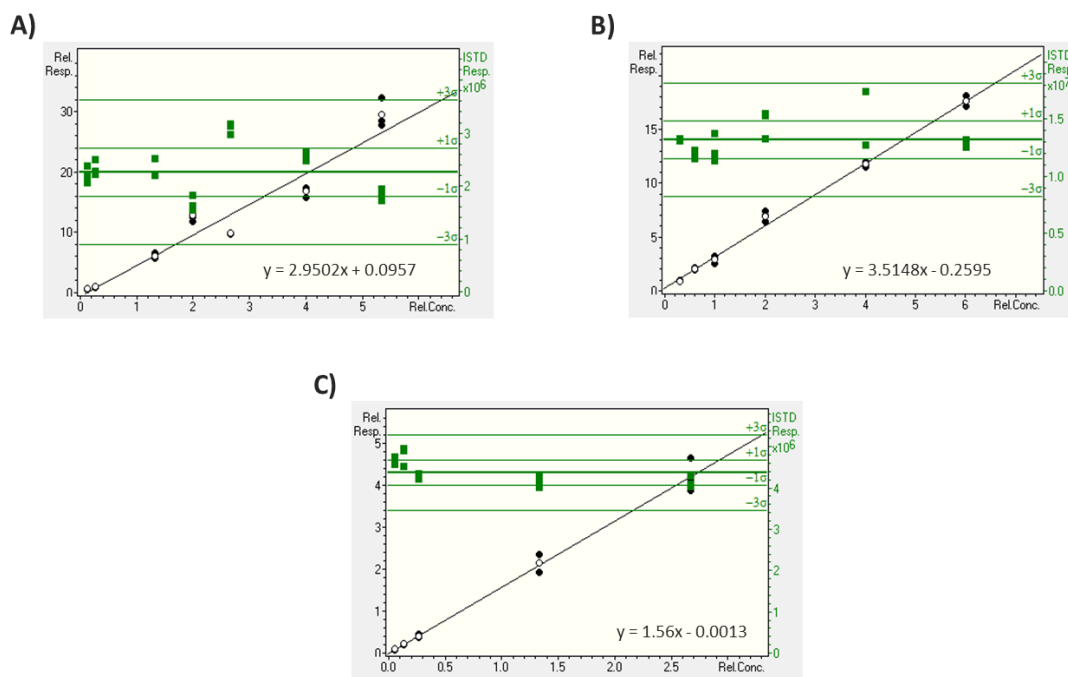 A)
Rel.
Resp.
ISTD
Resp.
x10⁶
+3σ
+1σ
−1σ
−3σ
30
20
10
0
3
2
1
0
0 1 2 3 4 5
Rel.Conc.
y = 2.9502x + 0.0957
B)
Rel.
Resp.
ISTD
Resp.
+3σ
+1σ
−1σ
−3σ
15
10
5
0
1.5
1.0
0.5
0.0
0 1 2 3 4 5 6
Rel.Conc.
y = 3.5148x - 0.2595
C)
Rel.
Resp.
ISTD
Resp.
x10⁶
+3σ
+1σ
−1σ
−3σ
5
4
3
2
1
0
4
3
2
1
0
0.0 0.5 1.0 1.5 2.0 2.5
Rel.Conc.
y = 1.56x - 0.0013